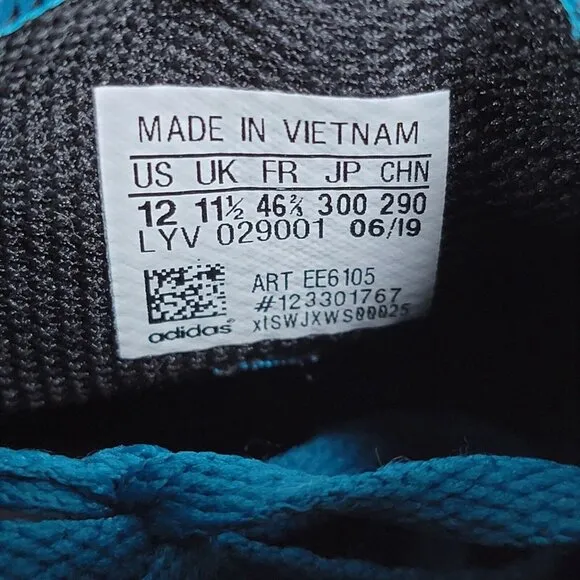 MADE IN VIETNAM
US UK FR JP CHN
12 11½ 46⅔ 300 290
LYV 029001 06/19
ART EE6105
#123301767
xtSWJXWS00025
adidas